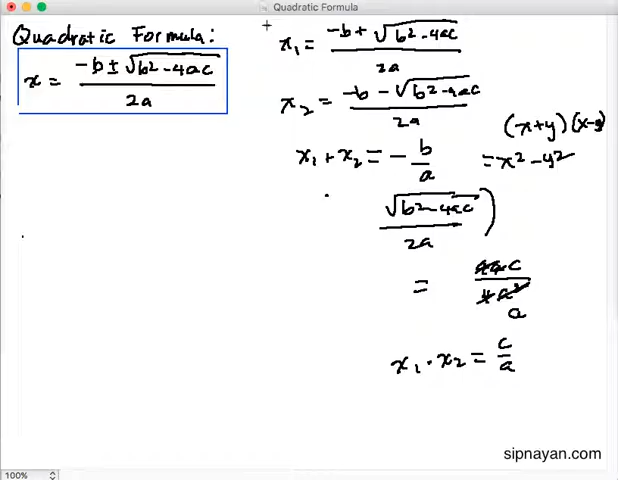 Quadratic Formula
Quadratic Formula:
x = (-b ± √(b² - 4ac)) / 2a
x₁ = (-b + √(b² - 4ac)) / 2a
x₂ = (-b - √(b² - 4ac)) / 2a
(x+y)(x-y)
x₁ + x₂ = - b/a
= x² - y²
√(b² - 4ac) / 2a )
= 4ac / 4a²
a
x₁ · x₂ = c/a
sipnayan.com
100%